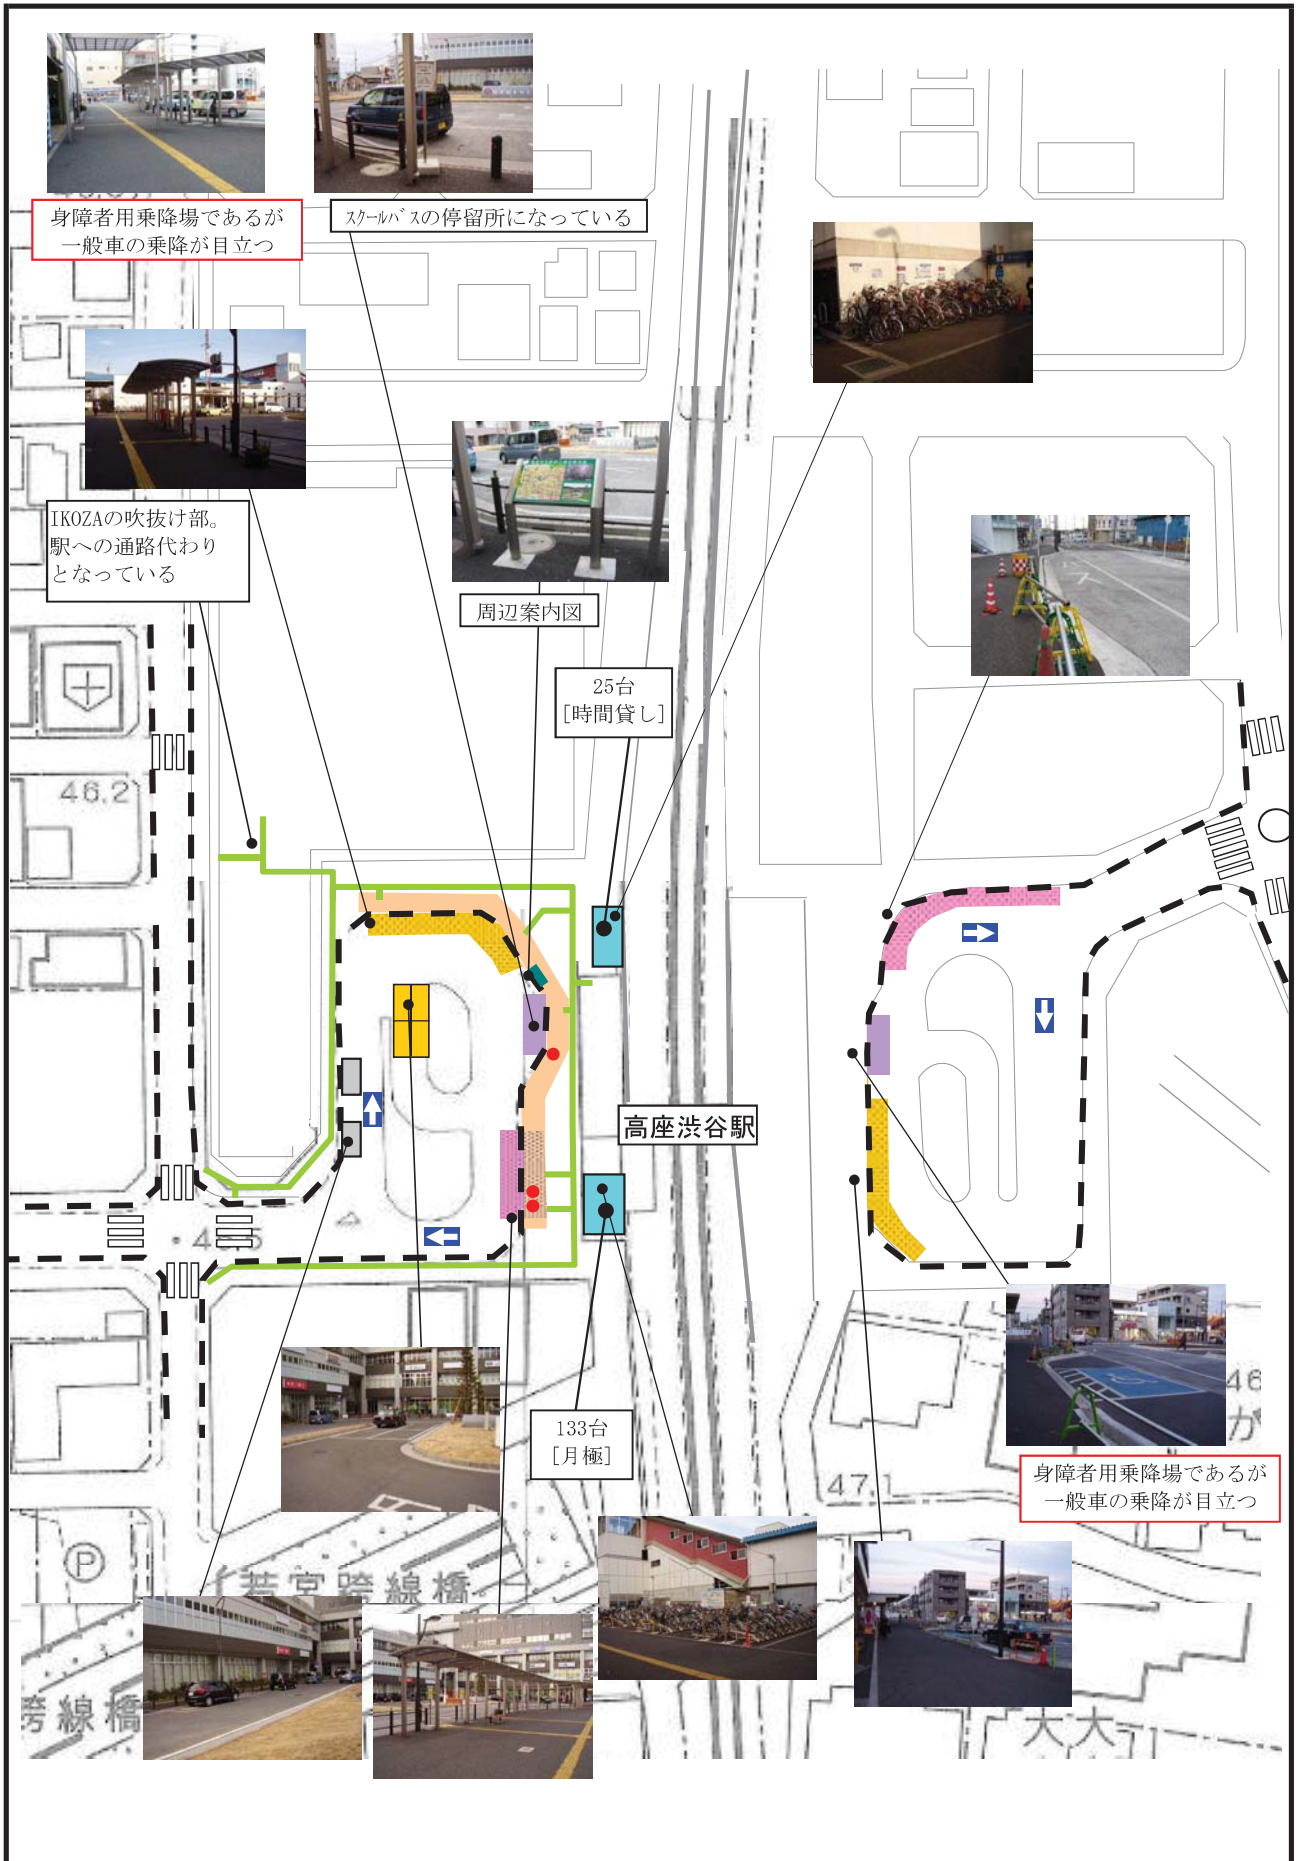 身障者用乗降場であるが
一般車の乗降が目立つ
スクールバスの停留所になっている
IKOZAの吹抜け部。
駅への通路代わり
となっている
周辺案内図
25台
[時間貸し]
46.2
高座渋谷駅
133台
[月極]
47.1
46
か
身障者用乗降場であるが
一般車の乗降が目立つ
P
若宮跨線橋
跨線橋
大大